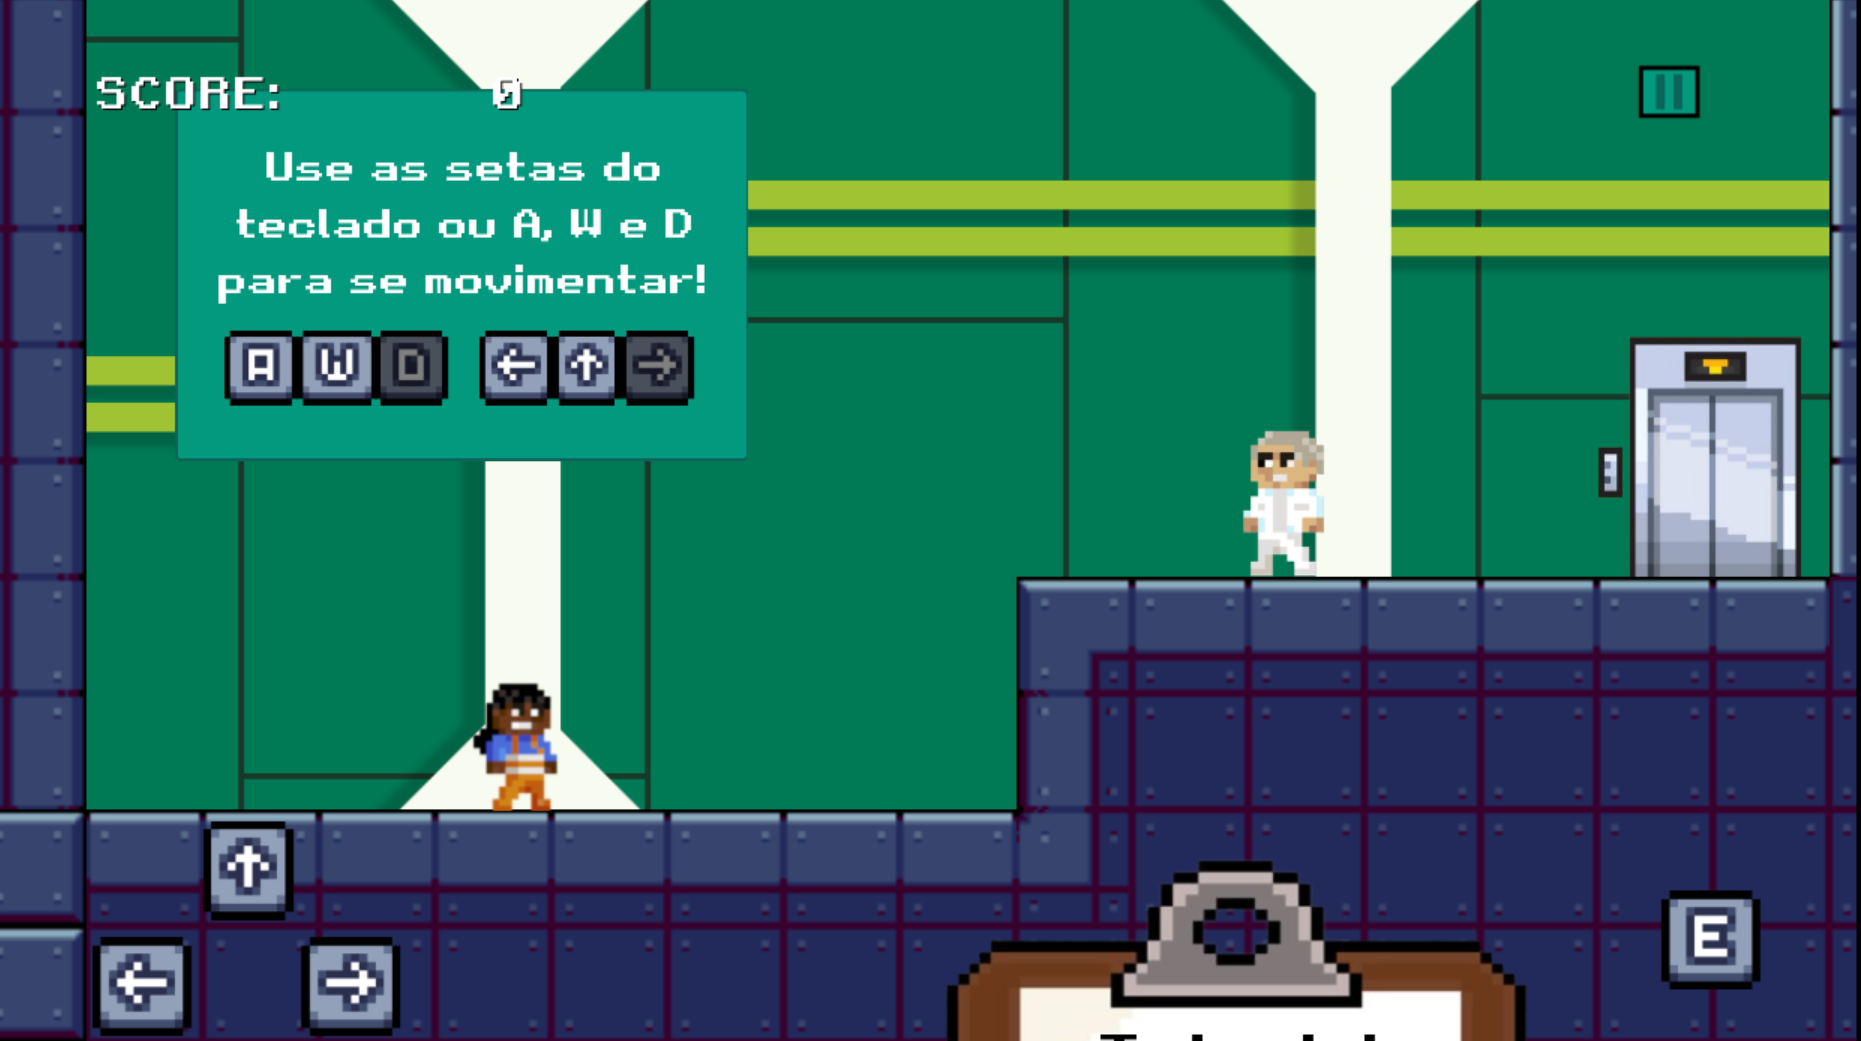 SCORE: 0
Use as setas do
teclado ou A, W e D
para se movimentar!
A W D
E